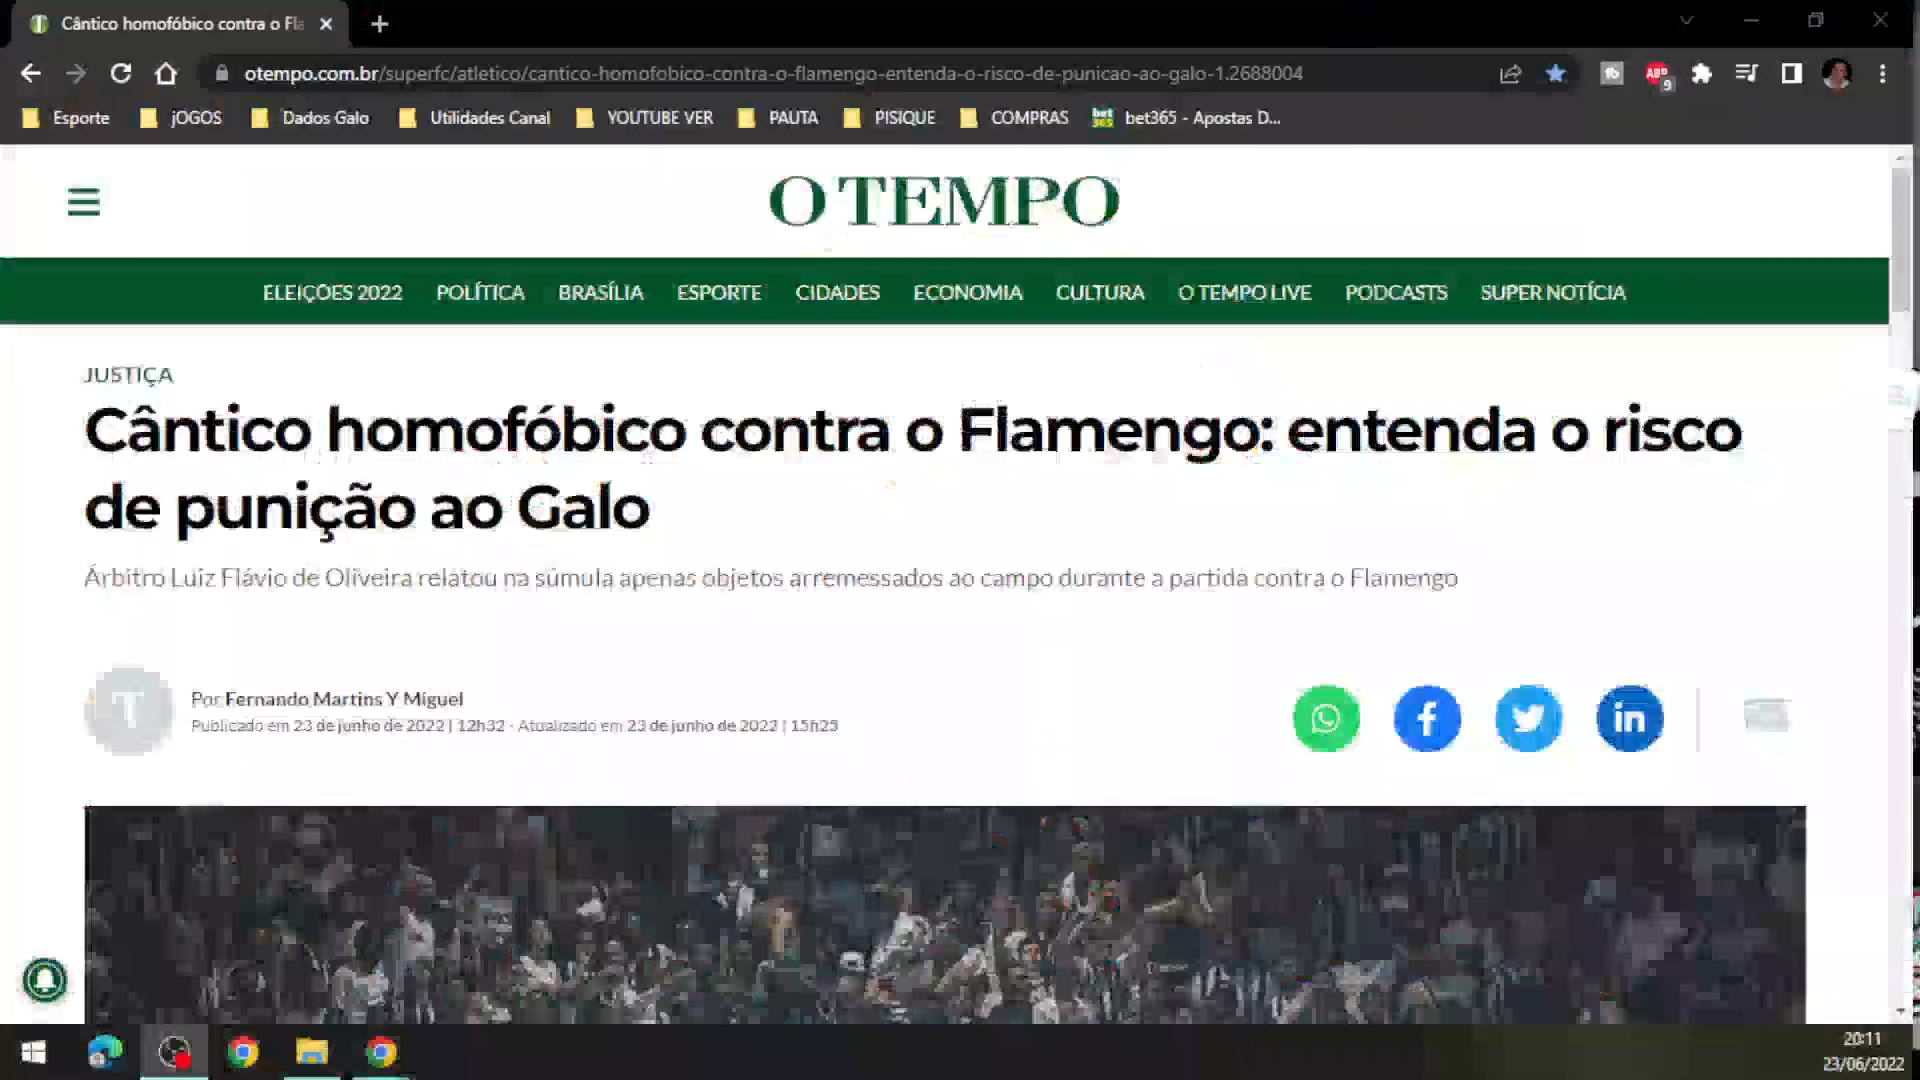 Cântico homofóbico contra o Fla
otempo.com.br/superfc/atletico/cantico-homofobico-contra-o-flamengo-entenda-o-risco-de-punicao-ao-galo-1.2688004
ABP
9
Esporte jOGOS Dados Galo Utilidades Canal YOUTUBE VER PAUTA PISIQUE COMPRAS bet365 bet365 - Apostas D...
O TEMPO
ELEIÇÕES 2022 POLÍTICA BRASÍLIA ESPORTE CIDADES ECONOMIA CULTURA O TEMPO LIVE PODCASTS SUPER NOTÍCIA
JUSTIÇA
Cântico homofóbico contra o Flamengo: entenda o risco
de punição ao Galo
Árbitro Luiz Flávio de Oliveira relatou na súmula apenas objetos arremessados ao campo durante a partida contra o Flamengo
Por Fernando Martins Y Miguel
Publicado em 23 de junho de 2022 | 12h32 - Atualizado em 23 de junho de 2022 | 15h25
20:11
23/06/2022